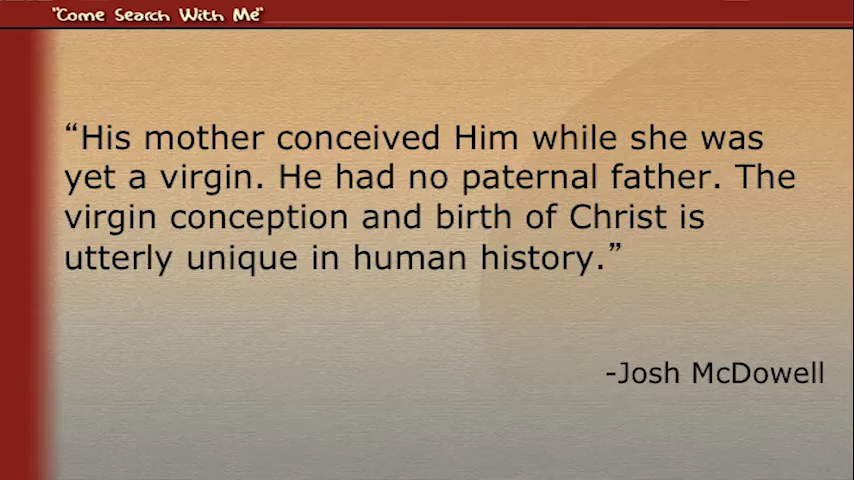 "Come Search With Me"
“His mother conceived Him while she was
yet a virgin. He had no paternal father. The
virgin conception and birth of Christ is
utterly unique in human history.”
-Josh McDowell